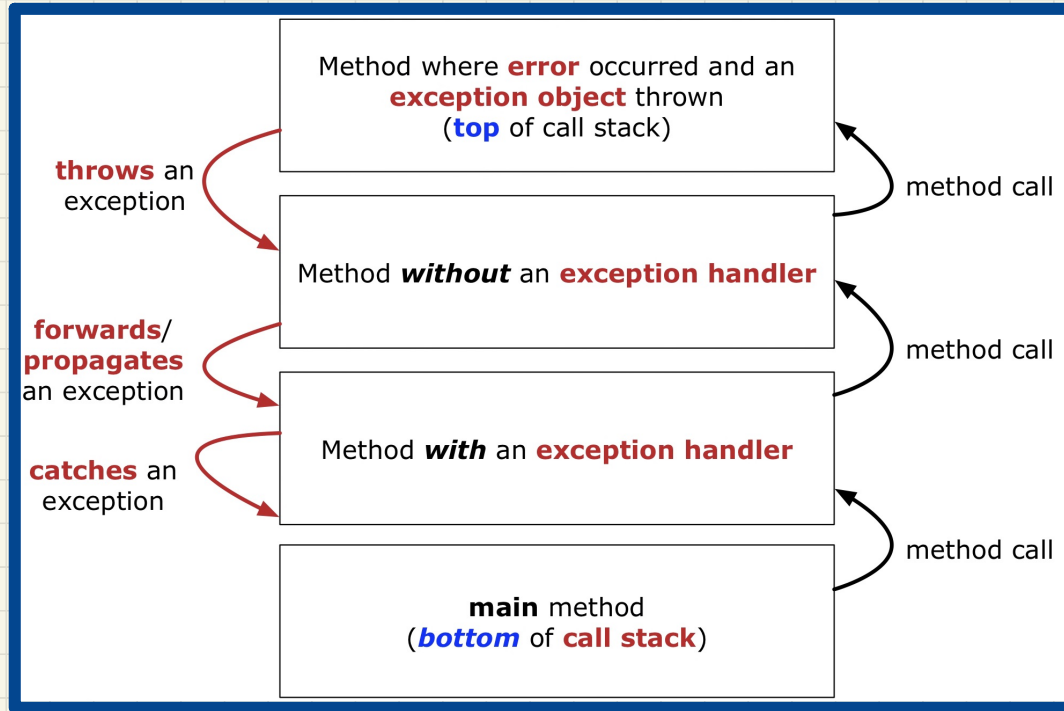 Method where error occurred and an
exception object thrown
(top of call stack)
throws an
exception
method call
Method without an exception handler
forwards/
propagates
an exception
method call
Method with an exception handler
catches an
exception
method call
main method
(bottom of call stack)